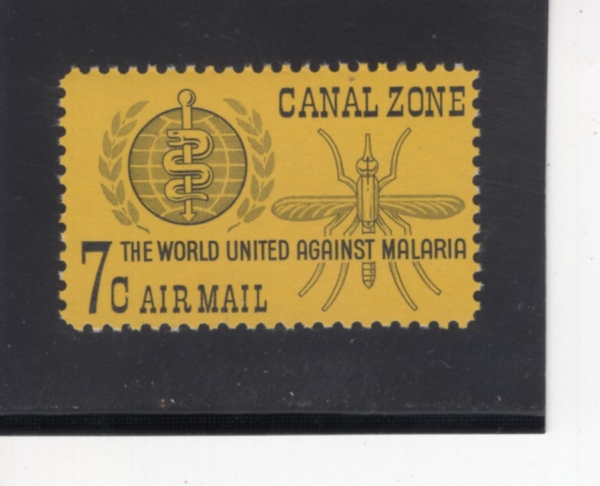 CANAL ZONE
THE WORLD UNITED AGAINST MALARIA
7c AIR MAIL